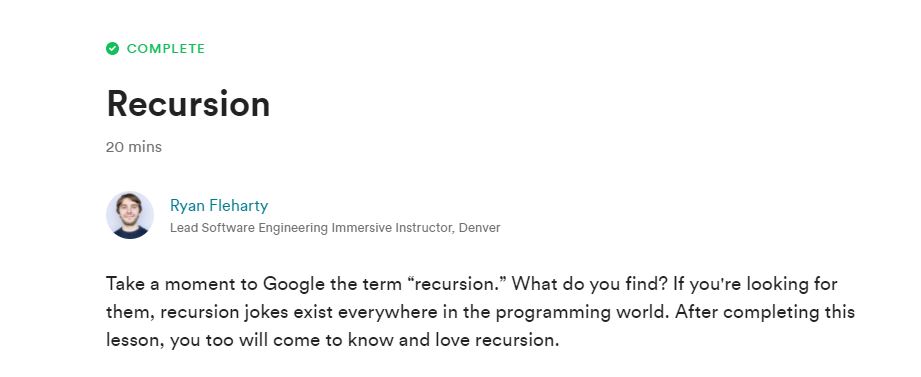 COMPLETE
Recursion
20 mins
Ryan Fleharty
Lead Software Engineering Immersive Instructor, Denver
Take a moment to Google the term “recursion.” What do you find? If you're looking for
them, recursion jokes exist everywhere in the programming world. After completing this
lesson, you too will come to know and love recursion.